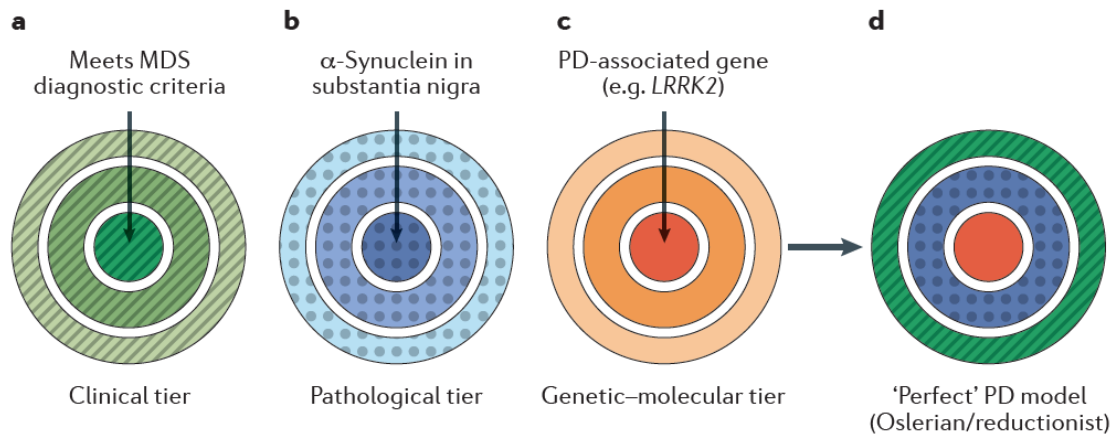 a
Meets MDS
diagnostic criteria
Clinical tier
b
α-Synuclein in
substantia nigra
Pathological tier
c
PD-associated gene
(e.g. LRRK2)
Genetic–molecular tier
d
‘Perfect’ PD model
(Oslerian/reductionist)